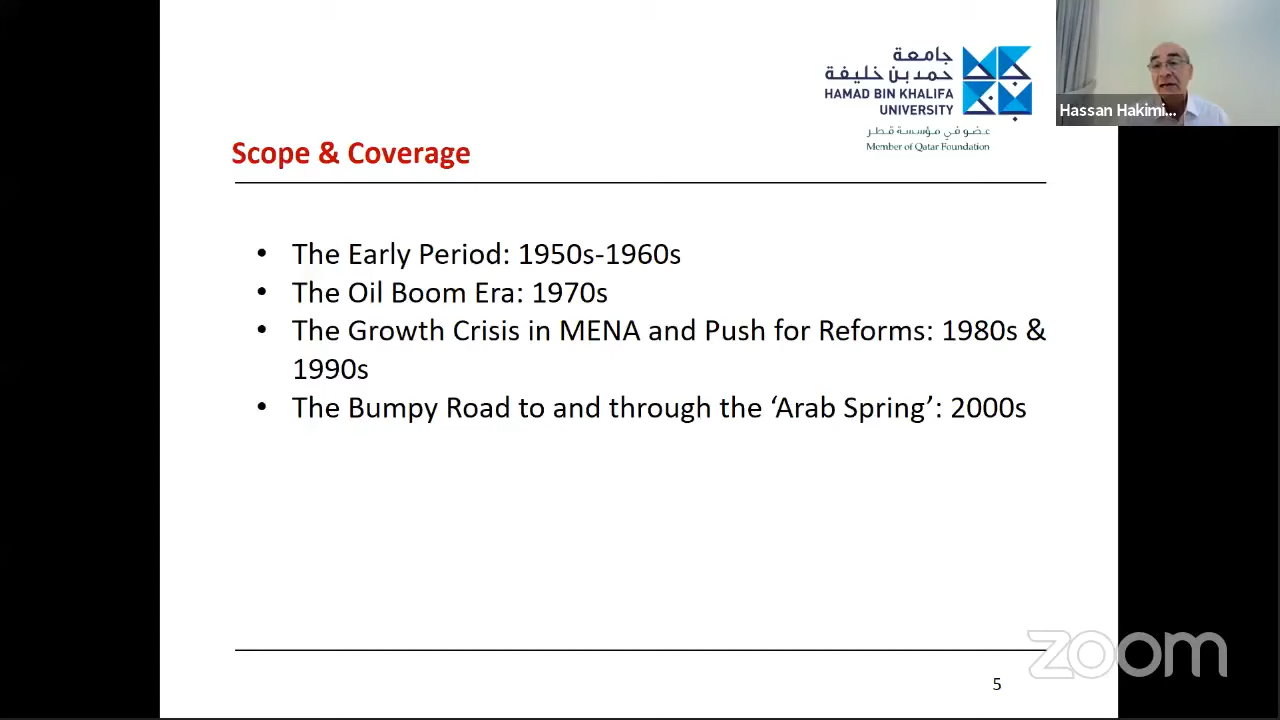 جامعة
حمد بن خليفة
HAMAD BIN KHALIFA
UNIVERSITY
عضو في مؤسسة قطر
Member of Qatar Foundation
Hassan Hakimi...
Scope & Coverage
• The Early Period: 1950s-1960s
• The Oil Boom Era: 1970s
• The Growth Crisis in MENA and Push for Reforms: 1980s &
1990s
• The Bumpy Road to and through the ‘Arab Spring’: 2000s
zoom
5